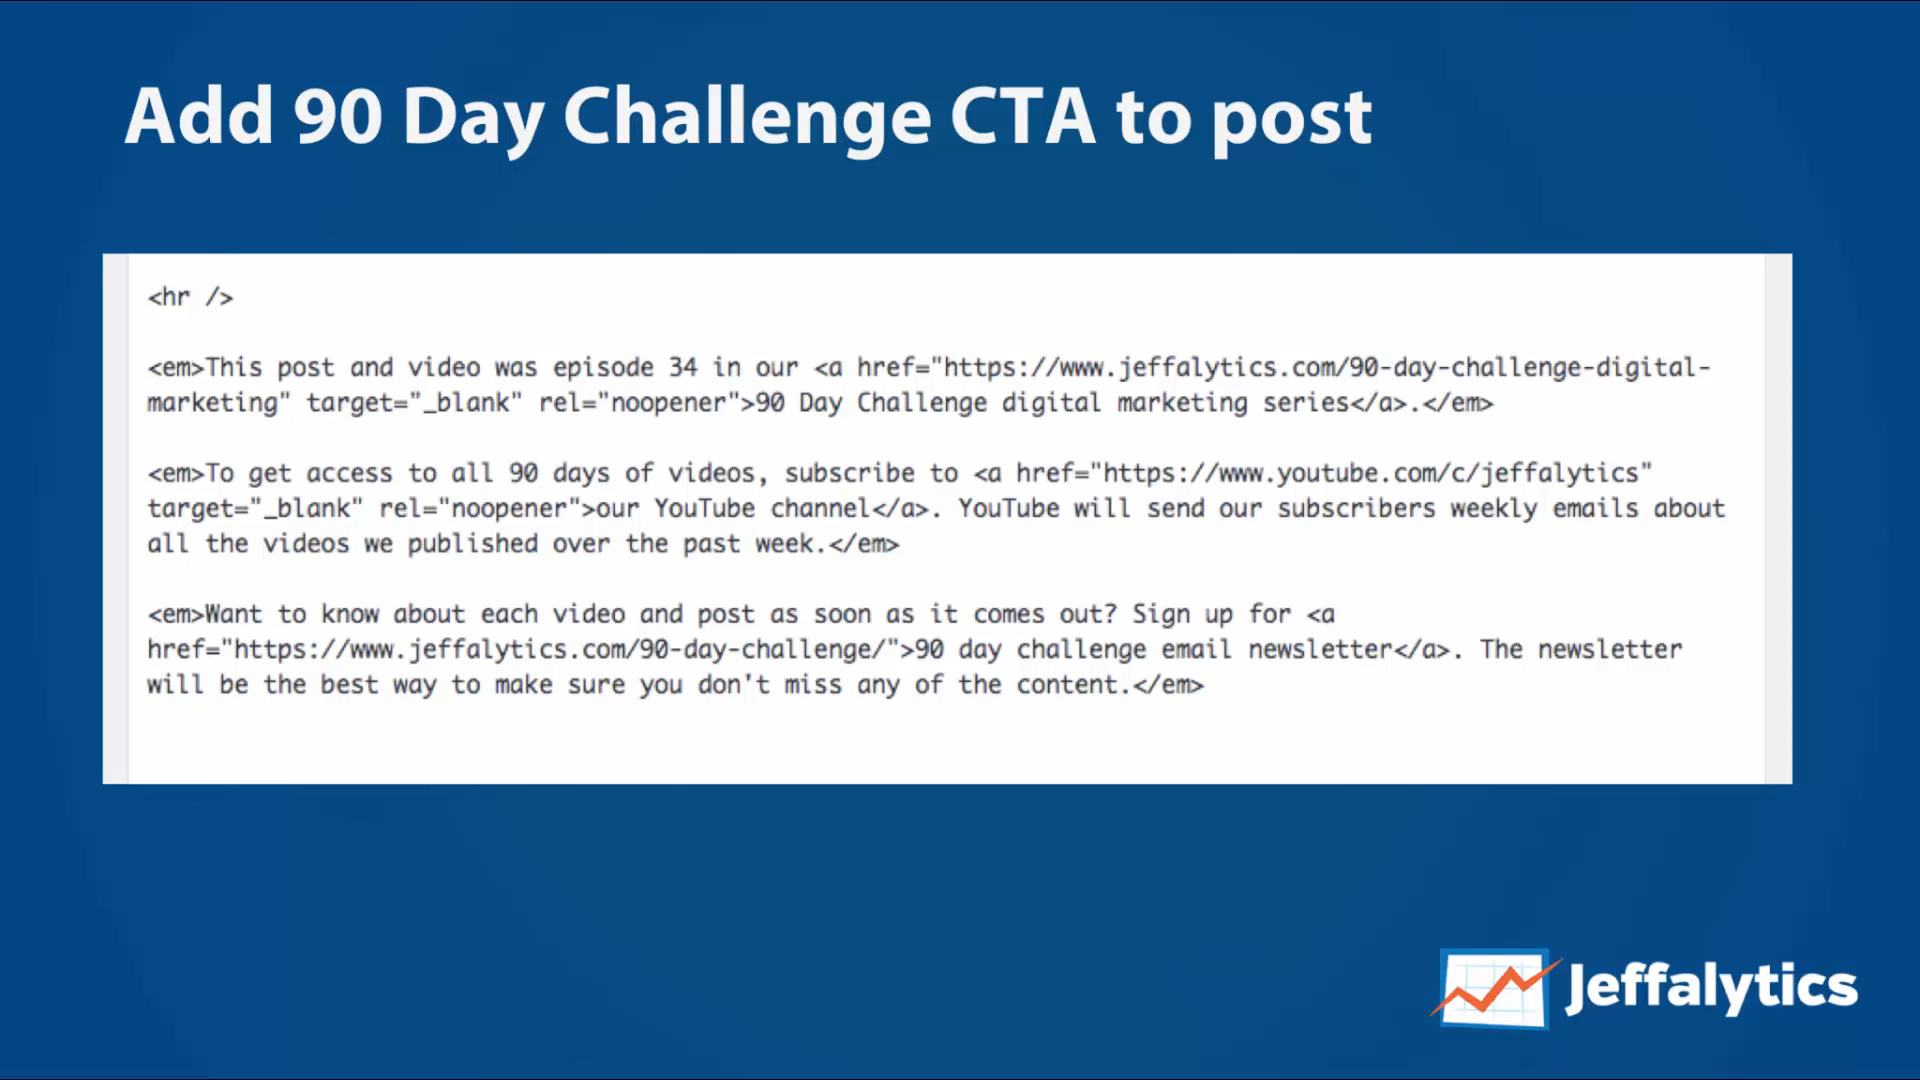 Add 90 Day Challenge CTA to post
<hr />
<em>This post and video was episode 34 in our <a href="https://www.jeffalytics.com/90-day-challenge-digital-
marketing" target="_blank" rel="noopener">90 Day Challenge digital marketing series</a>.</em>
<em>To get access to all 90 days of videos, subscribe to <a href="https://www.youtube.com/c/jeffalytics"
target="_blank" rel="noopener">our YouTube channel</a>. YouTube will send our subscribers weekly emails about
all the videos we published over the past week.</em>
<em>Want to know about each video and post as soon as it comes out? Sign up for <a
href="https://www.jeffalytics.com/90-day-challenge/">90 day challenge email newsletter</a>. The newsletter
will be the best way to make sure you don't miss any of the content.</em>
Jeffalytics